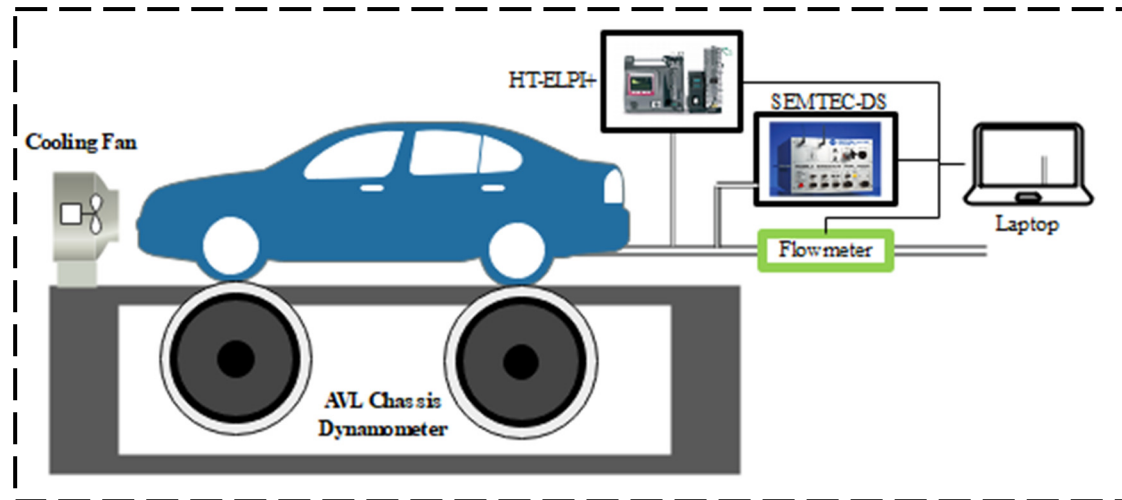 HT-ELPI+
SEMTEC-DS
Cooling Fan
Laptop
Flowmeter
AVL Chassis
Dynamometer